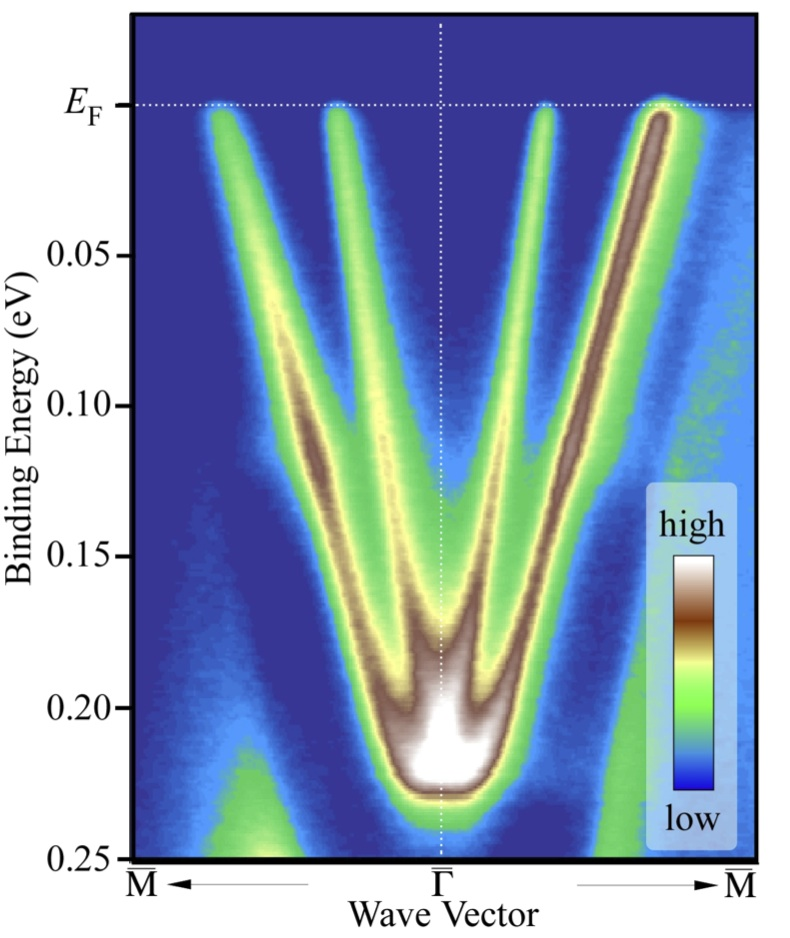 E_F
0.05
0.10
0.15
0.20
0.25
Binding Energy (eV)
high
low
M̅ Γ̅ M̅
Wave Vector